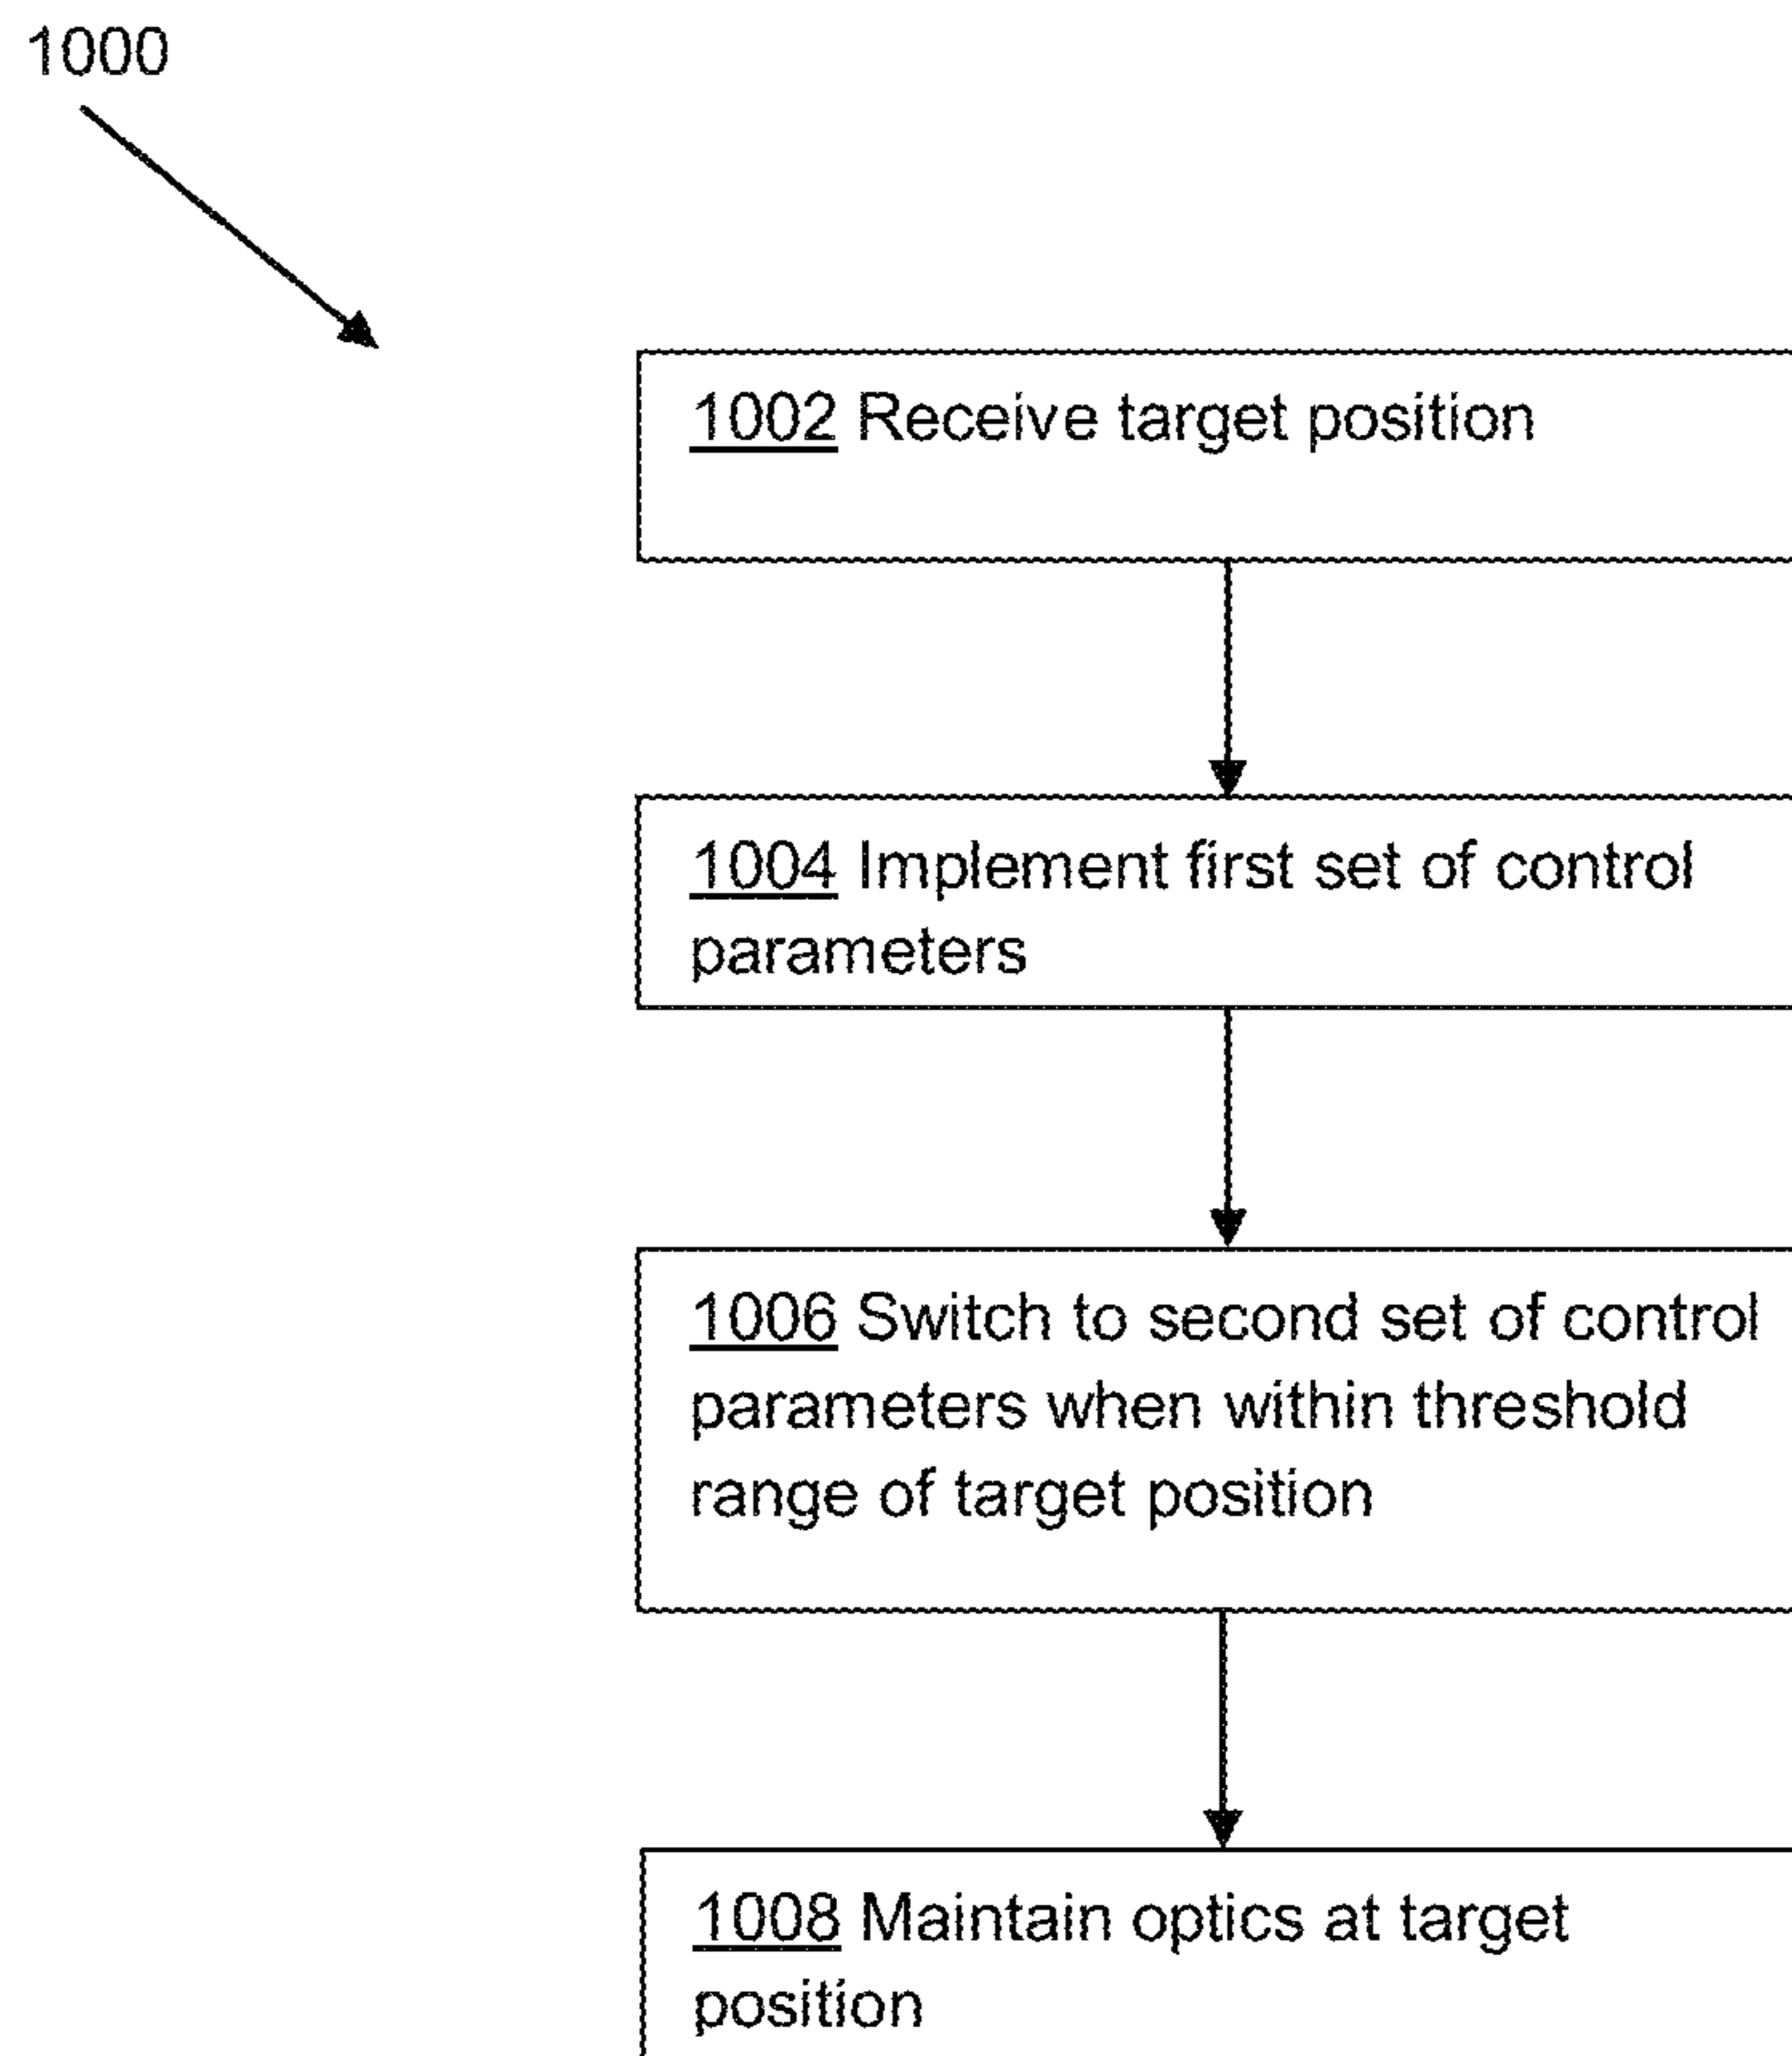 1000
1002 Receive target position
1004 Implement first set of control
parameters
1006 Switch to second set of control
parameters when within threshold
range of target position
1008 Maintain optics at target
position